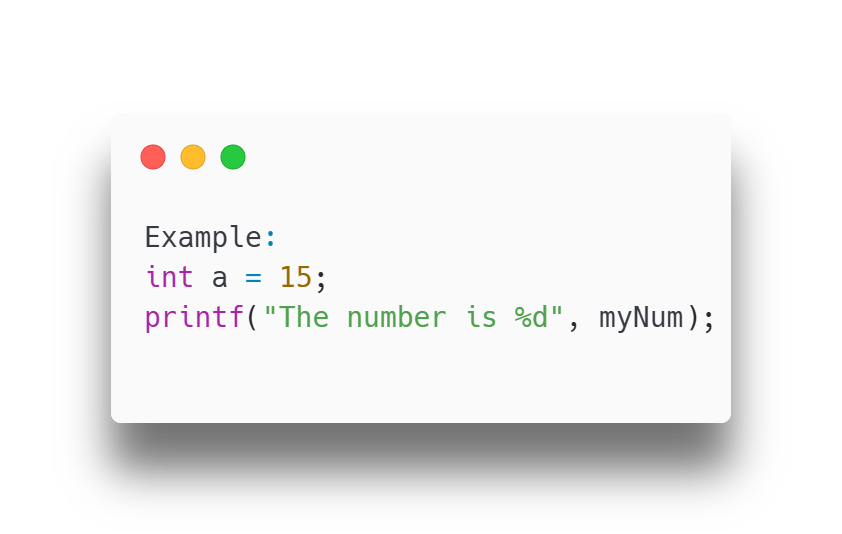 Example:
int a = 15;
printf("The number is %d", myNum);